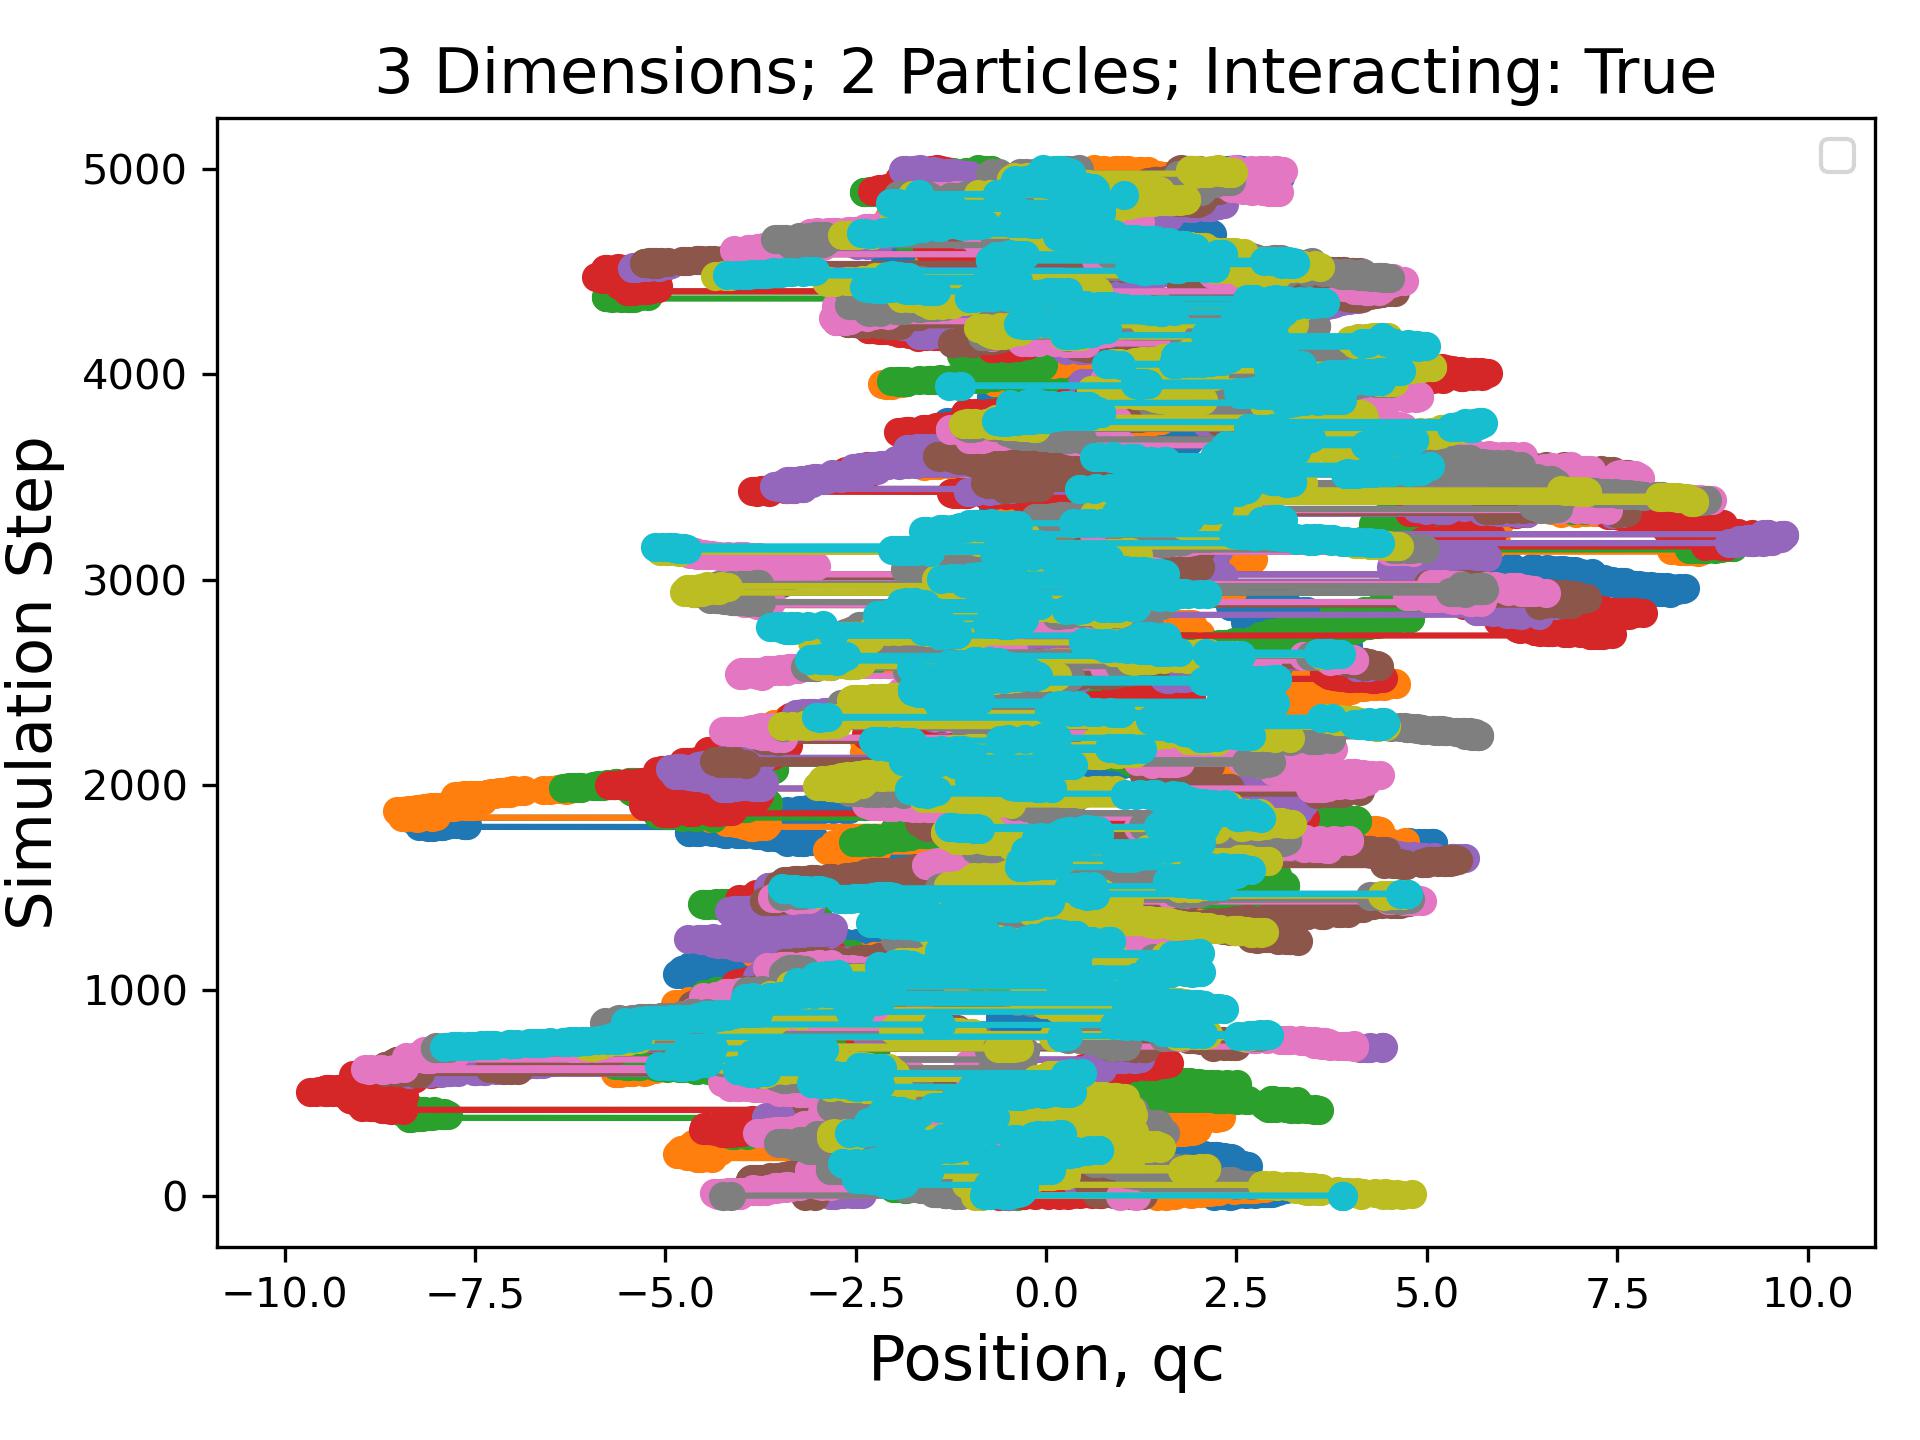 3 Dimensions; 2 Particles; Interacting: True
5000
4000
3000
2000
1000
0
Simulation Step
−10.0 −7.5 −5.0 −2.5 0.0 2.5 5.0 7.5 10.0
Position, qc